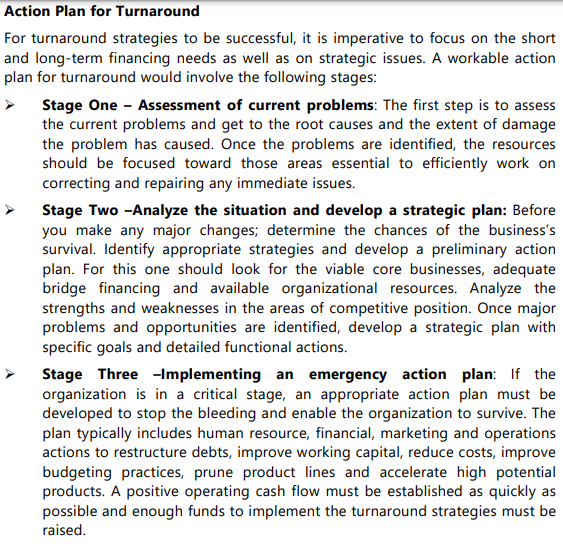 Action Plan for Turnaround
For turnaround strategies to be successful, it is imperative to focus on the short
and long-term financing needs as well as on strategic issues. A workable action
plan for turnaround would involve the following stages:
➢ Stage One – Assessment of current problems: The first step is to assess
the current problems and get to the root causes and the extent of damage
the problem has caused. Once the problems are identified, the resources
should be focused toward those areas essential to efficiently work on
correcting and repairing any immediate issues.
➢ Stage Two –Analyze the situation and develop a strategic plan: Before
you make any major changes; determine the chances of the business’s
survival. Identify appropriate strategies and develop a preliminary action
plan. For this one should look for the viable core businesses, adequate
bridge financing and available organizational resources. Analyze the
strengths and weaknesses in the areas of competitive position. Once major
problems and opportunities are identified, develop a strategic plan with
specific goals and detailed functional actions.
➢ Stage Three –Implementing an emergency action plan: If the
organization is in a critical stage, an appropriate action plan must be
developed to stop the bleeding and enable the organization to survive. The
plan typically includes human resource, financial, marketing and operations
actions to restructure debts, improve working capital, reduce costs, improve
budgeting practices, prune product lines and accelerate high potential
products. A positive operating cash flow must be established as quickly as
possible and enough funds to implement the turnaround strategies must be
raised.